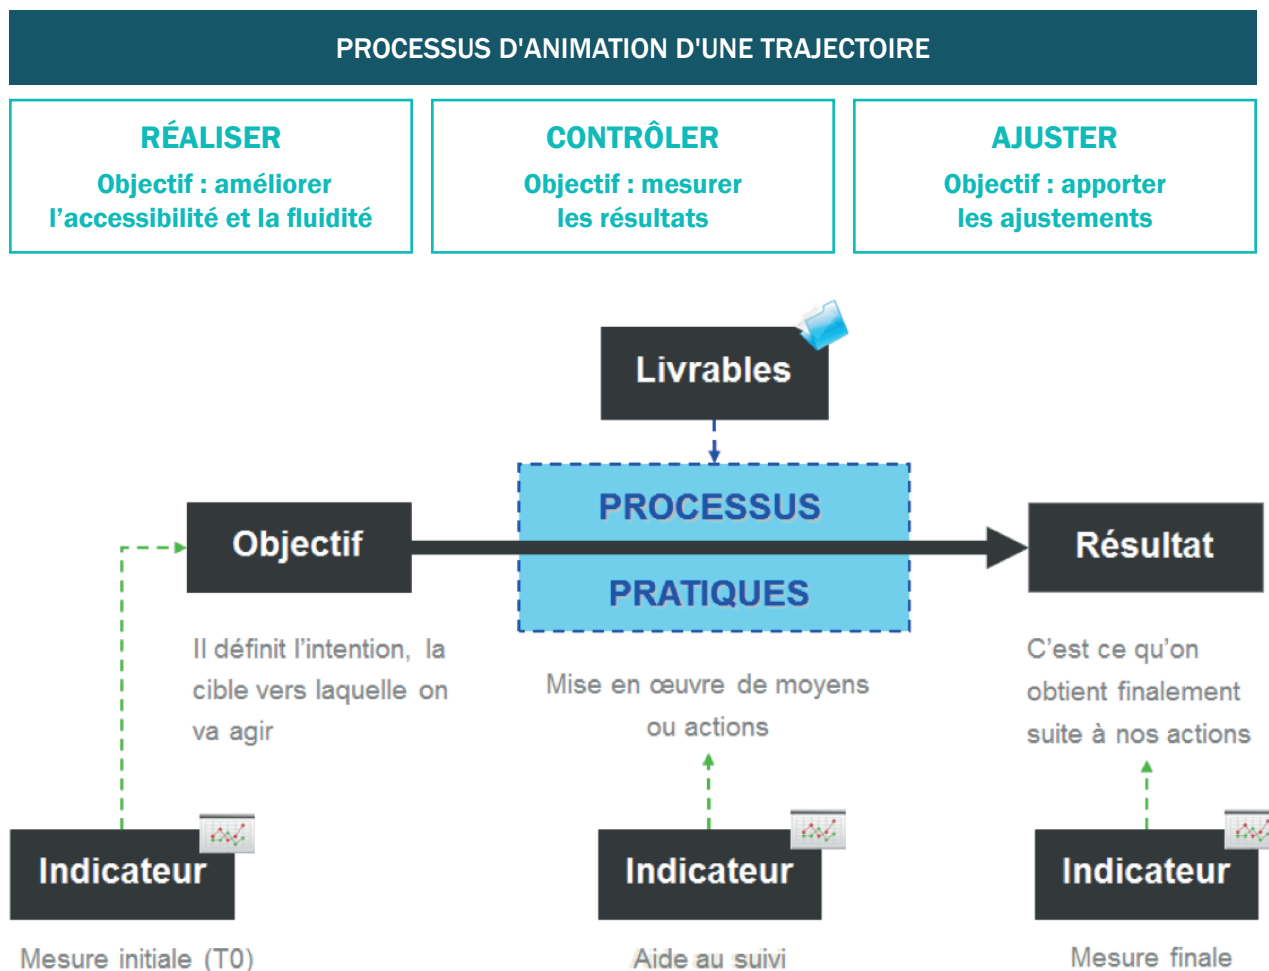 PROCESSUS D'ANIMATION D'UNE TRAJECTOIRE
RÉALISER
Objectif : améliorer
l’accessibilité et la fluidité
CONTRÔLER
Objectif : mesurer
les résultats
AJUSTER
Objectif : apporter
les ajustements
Livrables
PROCESSUS
PRATIQUES
Objectif
Résultat
Il définit l’intention, la
cible vers laquelle on
va agir
Mise en œuvre de moyens
ou actions
C’est ce qu’on
obtient finalement
suite à nos actions
Indicateur
Indicateur
Indicateur
Mesure initiale (T0)
Aide au suivi
Mesure finale